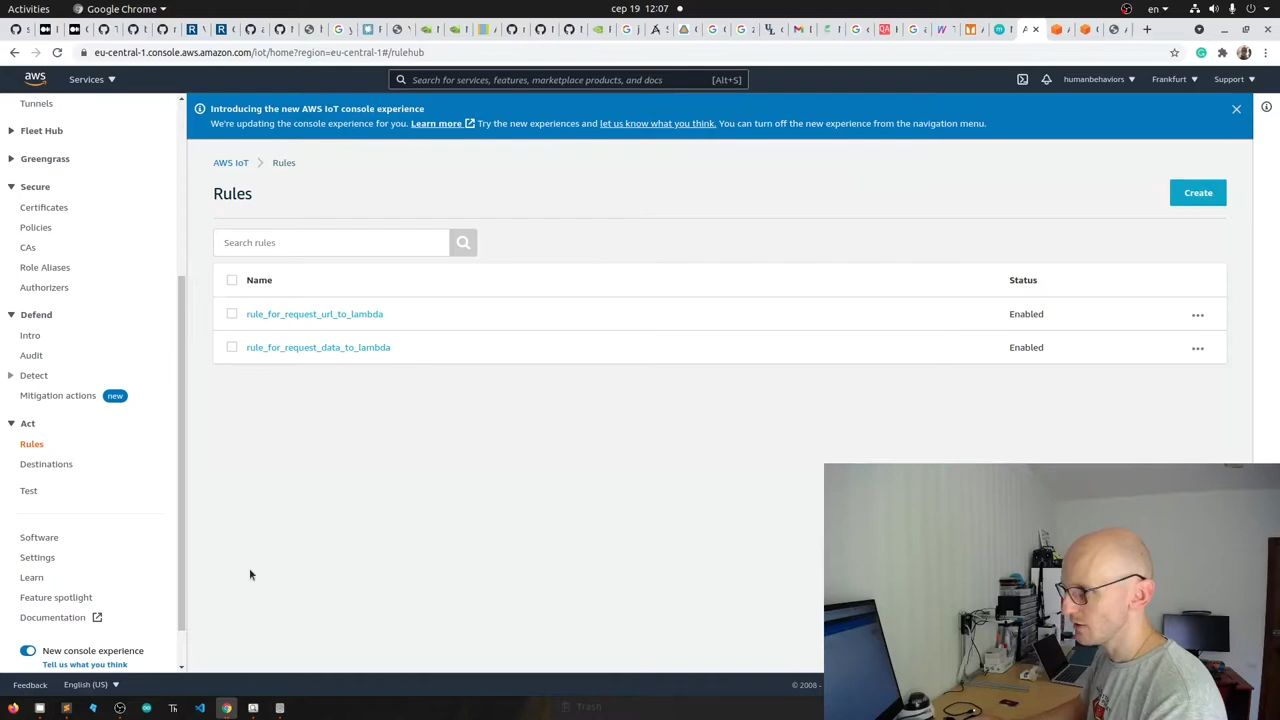 Activities
Google Chrome
сер 19 12:07
en
eu-central-1.console.aws.amazon.com/iot/home?region=eu-central-1#/rulehub
aws
Services
Search for services, features, marketplace products, and docs
[Alt+S]
humanbehaviors
Frankfurt
Support
Tunnels
Fleet Hub
Greengrass
Secure
Certificates
Policies
CAs
Role Aliases
Authorizers
Defend
Intro
Audit
Detect
Mitigation actions new
Act
Rules
Destinations
Test
Software
Settings
Learn
Feature spotlight
Documentation
New console experience
Tell us what you think
Introducing the new AWS IoT console experience
We're updating the console experience for you. Learn more Try the new experiences and let us know what you think. You can turn off the new experience from the navigation menu.
AWS IoT > Rules
Rules
Create
Search rules
Name
Status
rule_for_request_url_to_lambda
Enabled
rule_for_request_data_to_lambda
Enabled
Feedback
English (US)
© 2008 -
Trash